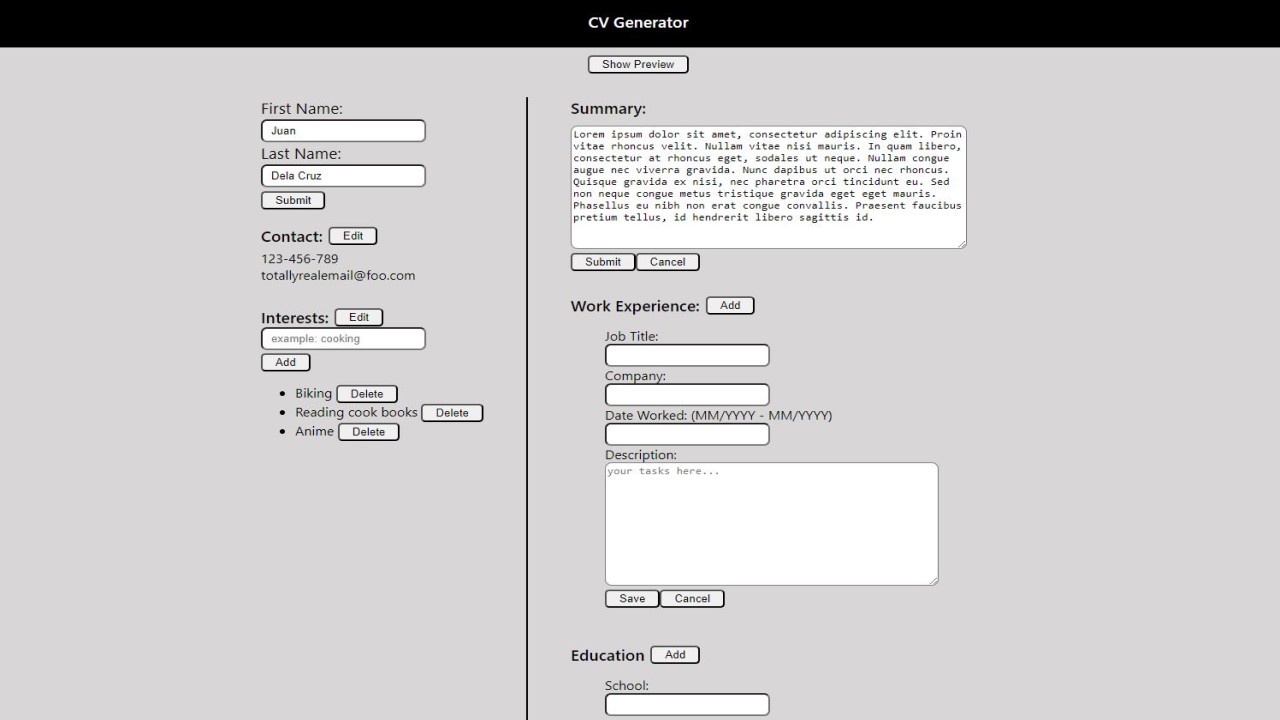 CV Generator
Show Preview
First Name:
Juan
Last Name:
Dela Cruz
Submit
Contact: Edit
123-456-789
totallyrealemail@foo.com
Interests: Edit
example: cooking
Add
Biking Delete
Reading cook books Delete
Anime Delete
Summary:
Lorem ipsum dolor sit amet, consectetur adipiscing elit. Proin
vitae rhoncus velit. Nullam vitae nisi mauris. In quam libero,
consectetur at rhoncus eget, sodales ut neque. Nullam congue
augue nec viverra gravida. Nunc dapibus ut orci nec rhoncus.
Quisque gravida ex nisi, nec pharetra orci tincidunt eu. Sed
non neque congue metus tristique gravida eget eget mauris.
Phasellus eu nibh non erat congue convallis. Praesent faucibus
pretium tellus, id hendrerit libero sagittis id.
Submit Cancel
Work Experience: Add
Job Title:
Company:
Date Worked: (MM/YYYY - MM/YYYY)
Description:
your tasks here...
Save Cancel
Education Add
School: